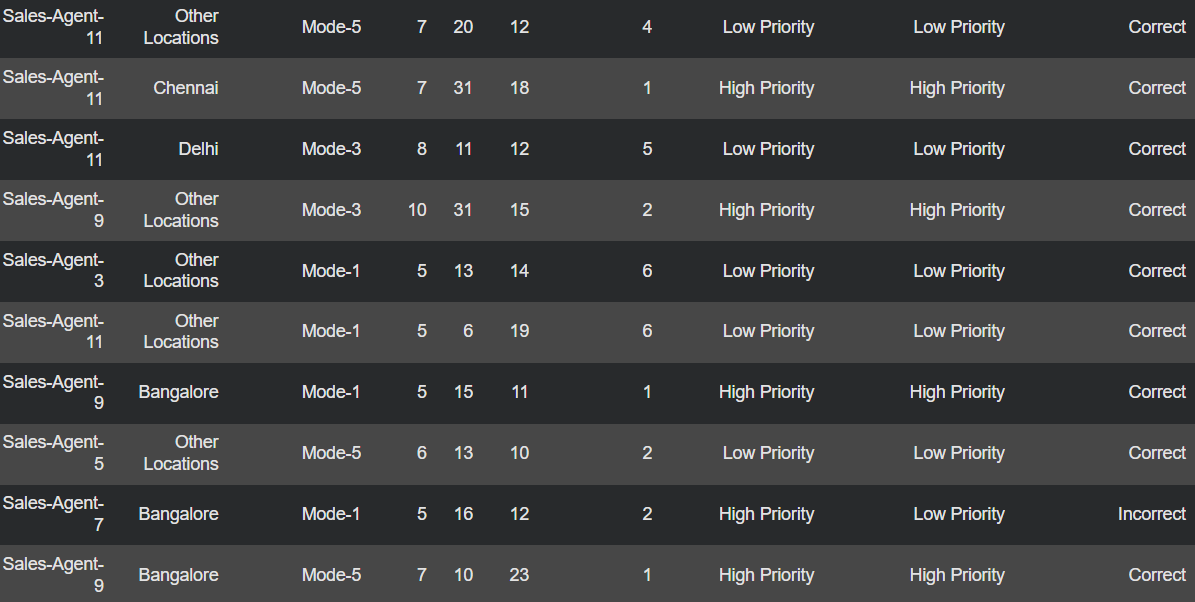 Sales-Agent- Other
11 Locations Mode-5 7 20 12 4 Low Priority Low Priority Correct
Sales-Agent-
11 Chennai Mode-5 7 31 18 1 High Priority High Priority Correct
Sales-Agent-
11 Delhi Mode-3 8 11 12 5 Low Priority Low Priority Correct
Sales-Agent- Other
9 Locations Mode-3 10 31 15 2 High Priority High Priority Correct
Sales-Agent- Other
3 Locations Mode-1 5 13 14 6 Low Priority Low Priority Correct
Sales-Agent- Other
11 Locations Mode-1 5 6 19 6 Low Priority Low Priority Correct
Sales-Agent-
9 Bangalore Mode-1 5 15 11 1 High Priority High Priority Correct
Sales-Agent- Other
5 Locations Mode-5 6 13 10 2 Low Priority Low Priority Correct
Sales-Agent-
7 Bangalore Mode-1 5 16 12 2 High Priority Low Priority Incorrect
Sales-Agent-
9 Bangalore Mode-5 7 10 23 1 High Priority High Priority Correct